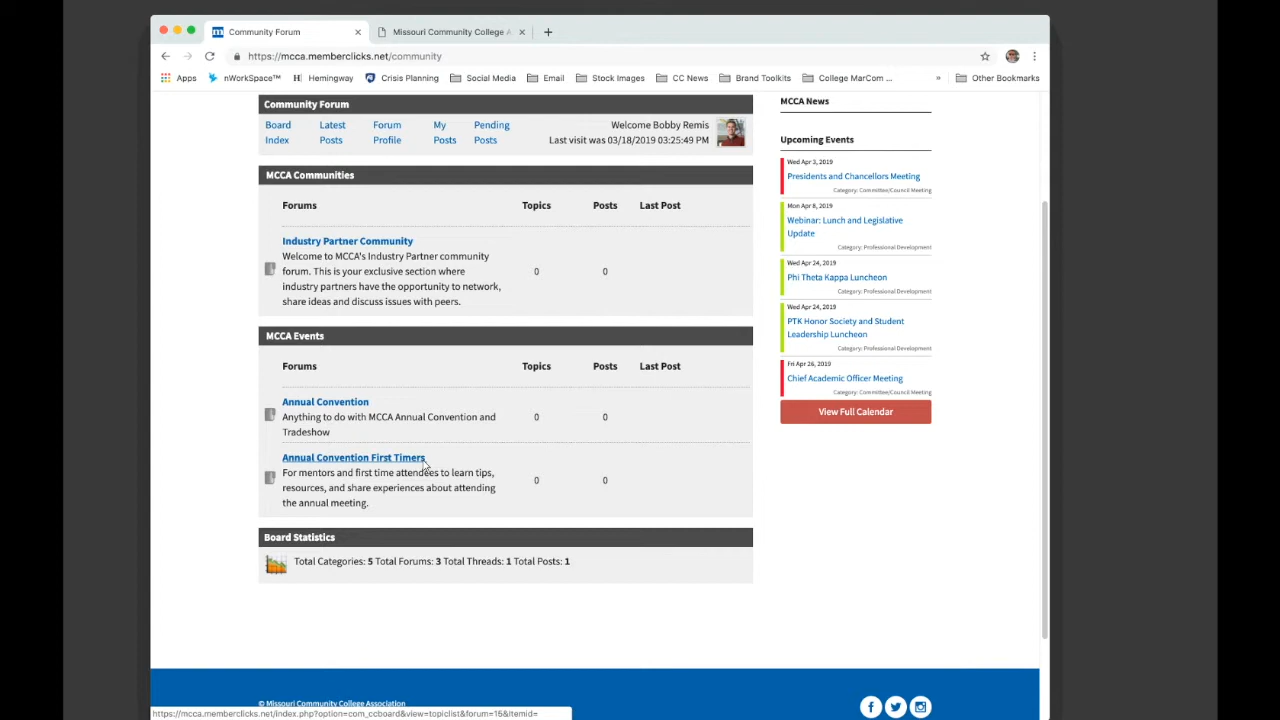 Community Forum
Missouri Community College A
https://mcca.memberclicks.net/community
Apps
nWorkSpace™
Hemingway
Crisis Planning
Social Media
Email
Stock Images
CC News
Brand Toolkits
College MarCom ...
»
Other Bookmarks
Community Forum
Board Index
Latest Posts
Forum Profile
My Posts
Pending Posts
Welcome Bobby Remis
Last visit was 03/18/2019 03:25:49 PM
MCCA Communities
Forums Topics Posts Last Post
Industry Partner Community
Welcome to MCCA's Industry Partner community
forum. This is your exclusive section where
industry partners have the opportunity to network,
share ideas and discuss issues with peers.
0 0
MCCA Events
Forums Topics Posts Last Post
Annual Convention
Anything to do with MCCA Annual Convention and
Tradeshow
0 0
Annual Convention First Timers
For mentors and first time attendees to learn tips,
resources, and share experiences about attending
the annual meeting.
0 0
Board Statistics
Total Categories: 5 Total Forums: 3 Total Threads: 1 Total Posts: 1
MCCA News
Upcoming Events
Wed Apr 3, 2019
Presidents and Chancellors Meeting
Category: Committee/Council Meeting
Mon Apr 8, 2019
Webinar: Lunch and Legislative
Update
Category: Professional Development
Wed Apr 24, 2019
Phi Theta Kappa Luncheon
Category: Professional Development
Wed Apr 24, 2019
PTK Honor Society and Student
Leadership Luncheon
Category: Professional Development
Fri Apr 26, 2019
Chief Academic Officer Meeting
Category: Committee/Council Meeting
View Full Calendar
© Missouri Community College Association
https://mcca.memberclicks.net/index.php?option=com_ccboard&view=topiclist&forum=15&Itemid=